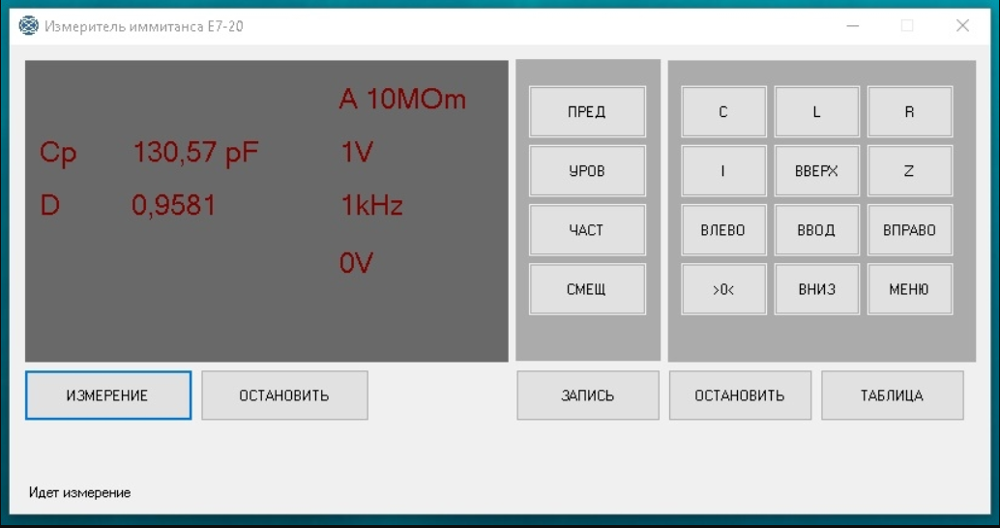 Измеритель иммитанса Е7-20
А 10МОm
Cp 130,57 pF 1V
D 0,9581 1kHz
0V
ПРЕД
УРОВ
ЧАСТ
СМЕЩ
C L R
I ВВЕРХ Z
ВЛЕВО ВВОД ВПРАВО
>0< ВНИЗ МЕНЮ
ИЗМЕРЕНИЕ ОСТАНОВИТЬ ЗАПИСЬ ОСТАНОВИТЬ ТАБЛИЦА
Идет измерение